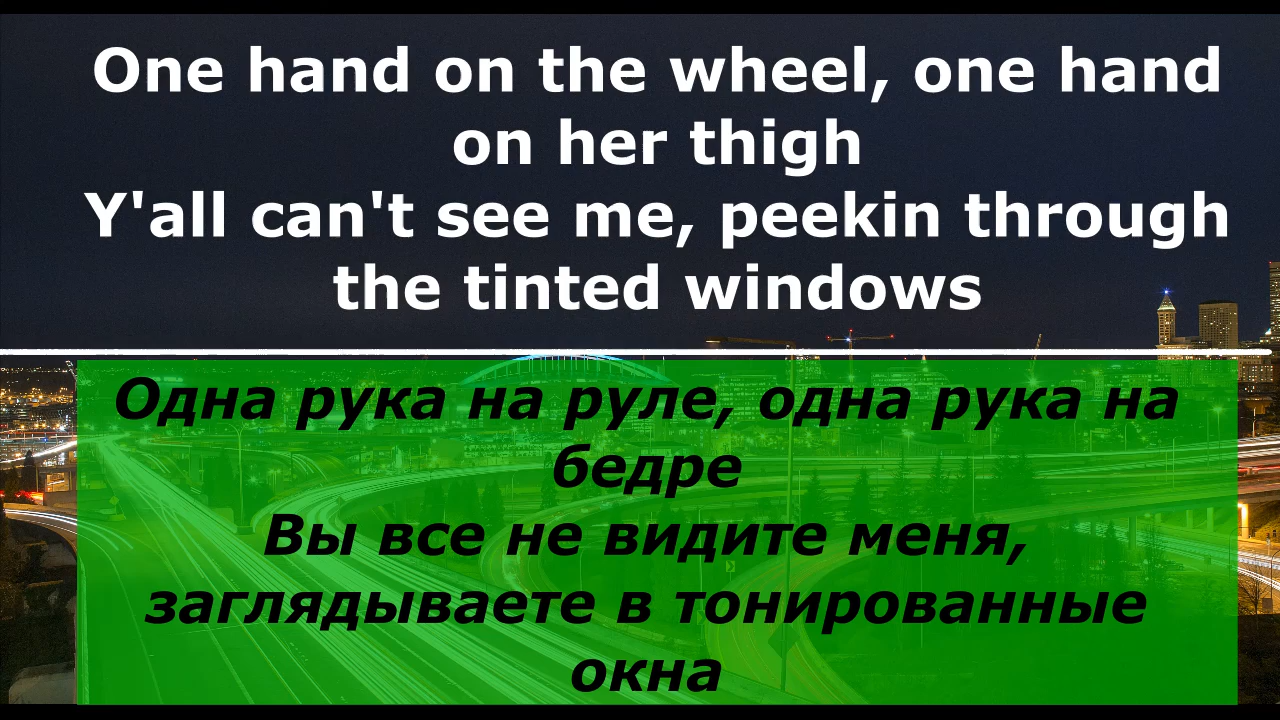 One hand on the wheel, one hand
on her thigh
Y'all can't see me, peekin through
the tinted windows
Одна рука на руле, одна рука на
бедре
Вы все не видите меня,
заглядываете в тонированные
окна